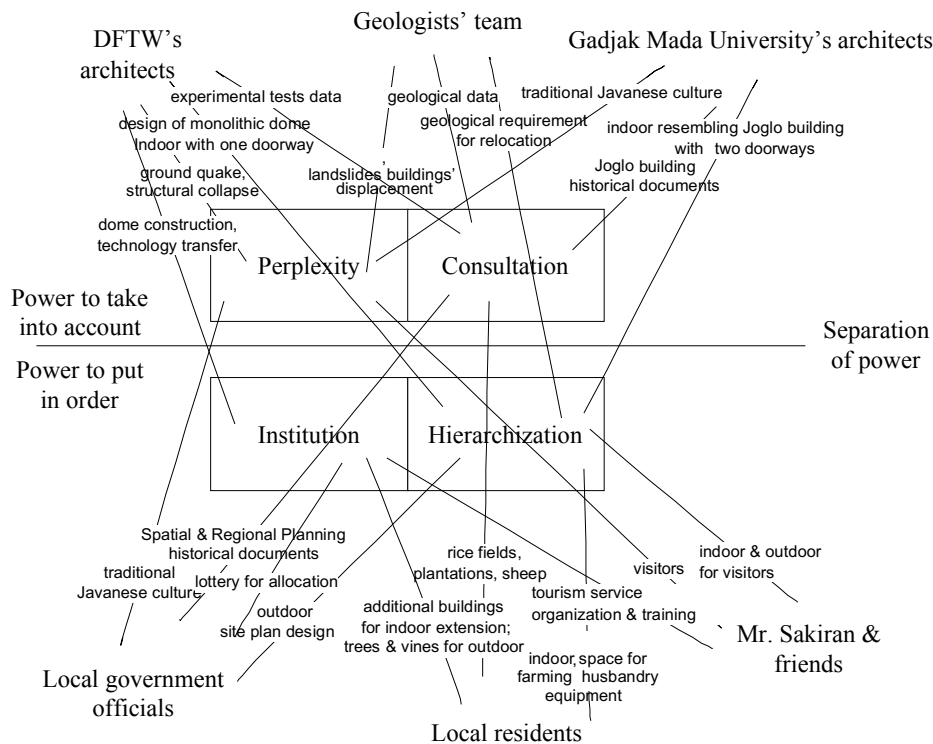 Geologists’ team
DFTW’s
architects
Gadjak Mada University’s architects
experimental tests data
geological data
traditional Javanese culture
design of monolithic dome
Indoor with one doorway
geological requirement
for relocation
indoor resembling Joglo building
with two doorways
ground quake,
structural collapse
landslides, buildings’
displacement
Joglo building
historical documents
dome construction,
technology transfer
Perplexity
Consultation
Power to take
into account
Separation
of power
Power to put
in order
Institution
Hierarchization
Spatial & Regional Planning
historical documents
traditional
Javanese culture
lottery for allocation
outdoor
site plan design
rice fields,
plantations, sheep
additional buildings
for indoor extension;
trees & vines for outdoor
visitors
indoor & outdoor
for visitors
tourism service
organization & training
indoor, space for
farming husbandry
equipment
Mr. Sakiran &
friends
Local government
officials
Local residents